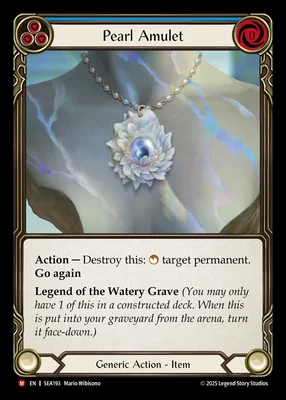 Pearl Amulet
0
Action — Destroy this: target permanent.
Go again
Legend of the Watery Grave (You may only
have 1 of this in a constructed deck. When this
is put into your graveyard from the arena, turn
it face-down.)
Generic Action - Item
M EN | SEA193 Mario Wibisono
© 2025 Legend Story Studios